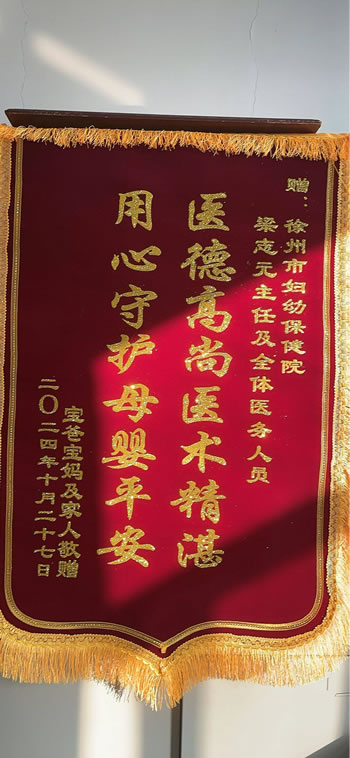 赠：徐州市妇幼保健院
梁志元主任及全体医务人员
医德高尚医术精湛
用心守护母婴平安
宝爸宝妈及家人敬赠
二〇二四年十月二十七日